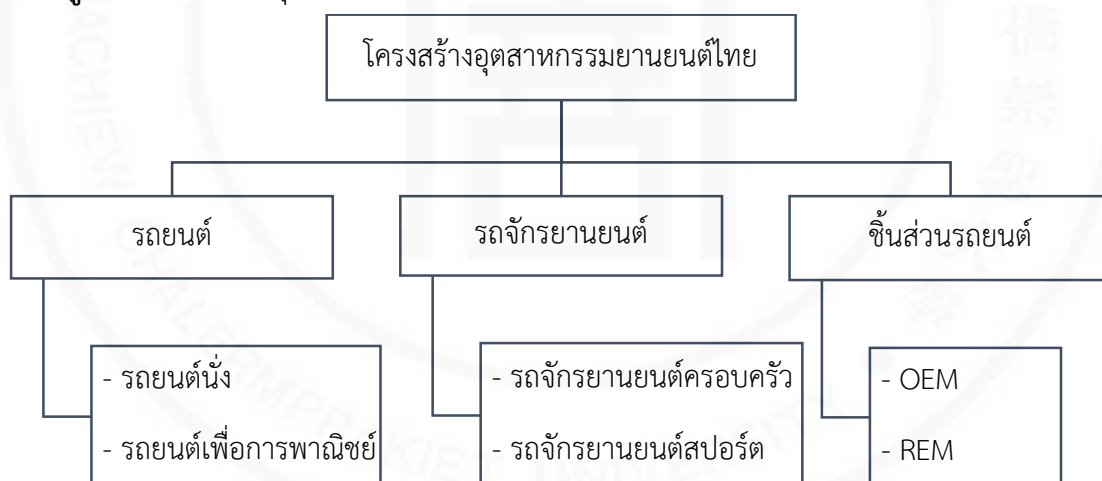 โครงสร้างอุตสาหกรรมยานยนต์ไทย
รถยนต์
รถจักรยานยนต์
ชิ้นส่วนรถยนต์
- รถยนต์นั่ง
- รถยนต์เพื่อการพาณิชย์
- รถจักรยานยนต์ครอบครัว
- รถจักรยานยนต์สปอร์ต
- OEM
- REM